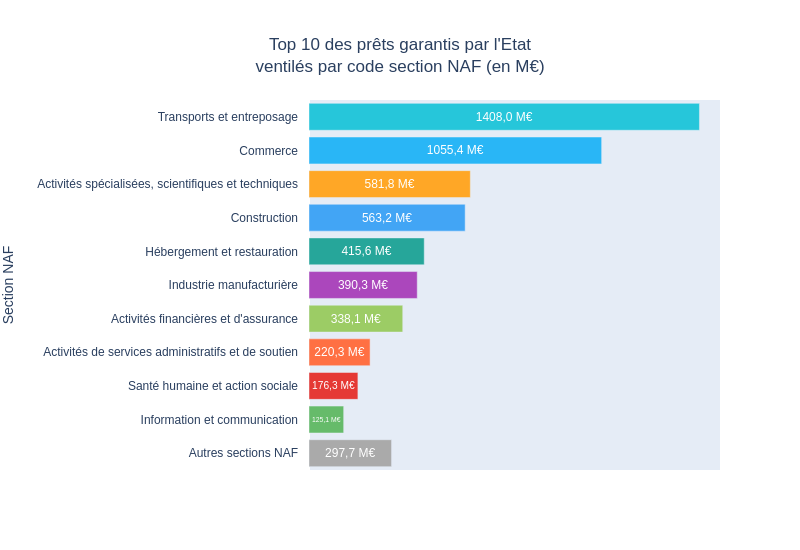 Top 10 des prêts garantis par l'Etat
ventilés par code section NAF (en M€)
Section NAF
Transports et entreposage 1408,0 M€
Commerce 1055,4 M€
Activités spécialisées, scientifiques et techniques 581,8 M€
Construction 563,2 M€
Hébergement et restauration 415,6 M€
Industrie manufacturière 390,3 M€
Activités financières et d'assurance 338,1 M€
Activités de services administratifs et de soutien 220,3 M€
Santé humaine et action sociale 176,3 M€
Information et communication 125,1 M€
Autres sections NAF 297,7 M€